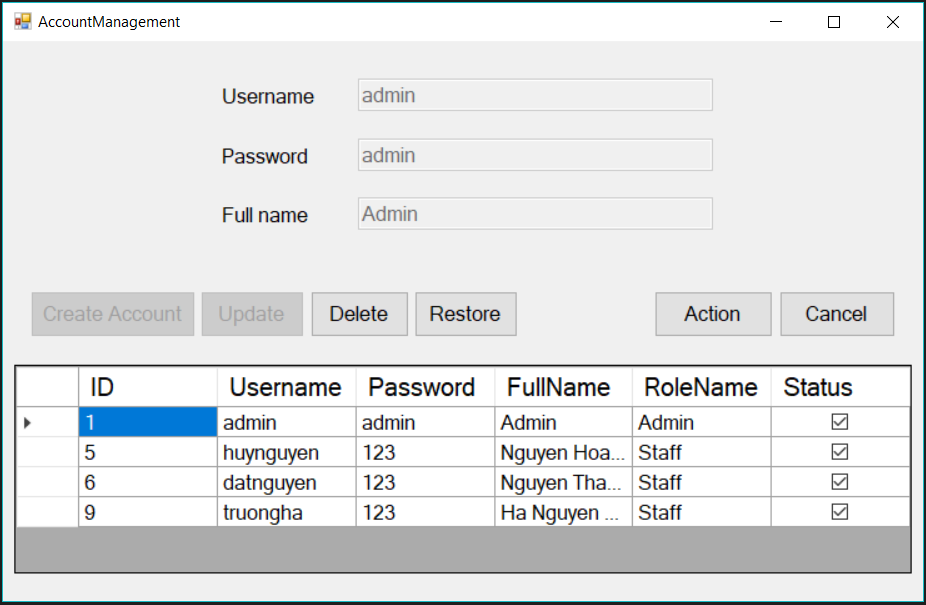 AccountManagement
Username admin
Password admin
Full name Admin
Create Account Update Delete Restore Action Cancel
ID Username Password FullName RoleName Status
1 admin admin Admin Admin
5 huynguyen 123 Nguyen Hoa... Staff
6 datnguyen 123 Nguyen Tha... Staff
9 truongha 123 Ha Nguyen ... Staff